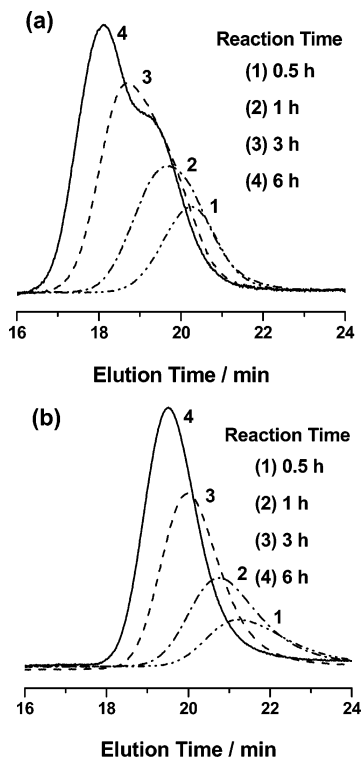 (a)
4
Reaction Time
3
(1) 0.5 h
(2) 1 h
(3) 3 h
2
(4) 6 h
1
16 18 20 22 24
Elution Time / min
(b)
4
Reaction Time
(1) 0.5 h
3
(2) 1 h
(3) 3 h
2
(4) 6 h
1
16 18 20 22 24
Elution Time / min